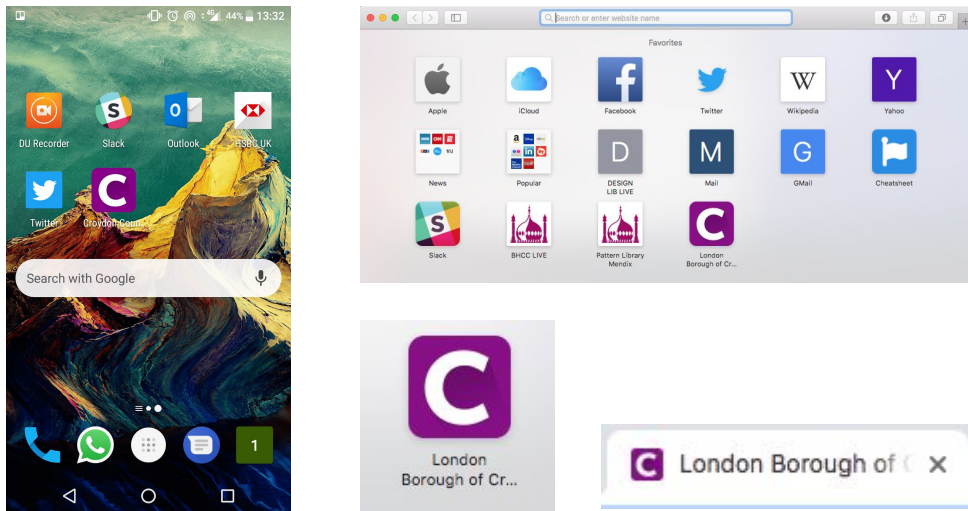 44% 13:32
DU Recorder
Slack
Outlook
HSBC UK
Twitter
Croydon Coun
Search with Google
1
Search or enter website name
Favorites
Apple
iCloud
Facebook
Twitter
W
Wikipedia
Y
Yahoo
News
Popular
D
DESIGN
LIB LIVE
M
Mail
G
GMail
Cheatsheet
S
Slack
BHCC LIVE
Pattern Library
Mendix
C
London
Borough of Cr...
C
London
Borough of Cr...
C London Borough of